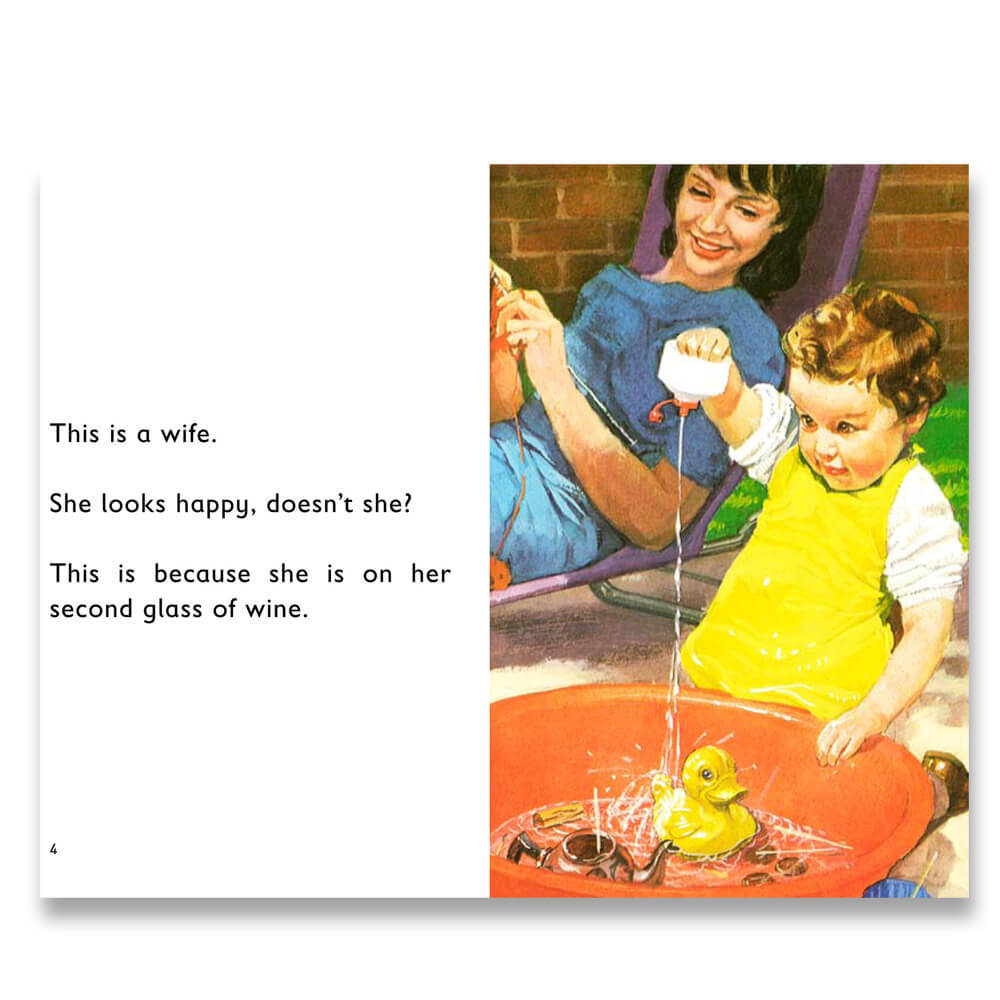 This is a wife.
She looks happy, doesn’t she?
This is because she is on her
second glass of wine.
4